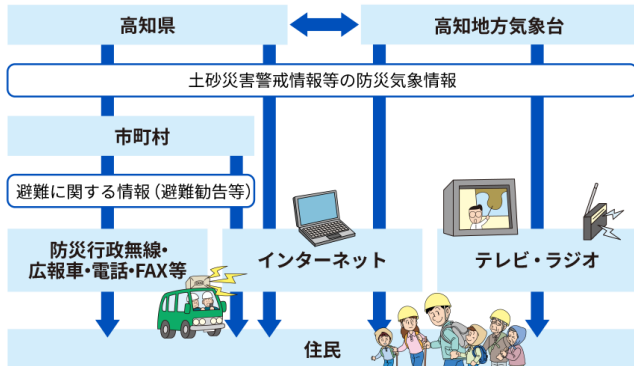 高知県
高知地方気象台
土砂災害警戒情報等の防災気象情報
市町村
避難に関する情報（避難勧告等）
防災行政無線・
広報車・電話・FAX等
インターネット
テレビ・ラジオ
住民